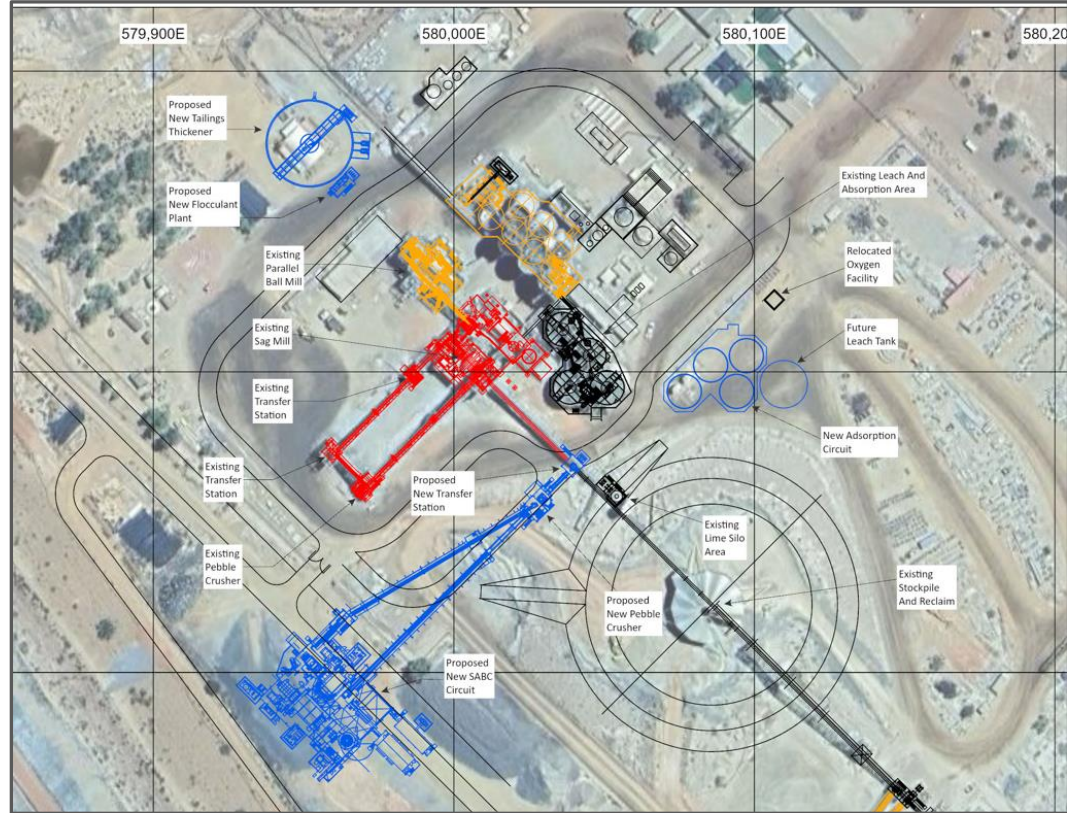 579,900E
580,000E
580,100E
580,20
Proposed
New Tailings
Thickener
Proposed
New Flocculant
Plant
Existing Leach And
Absorption Area
Existing
Parallel
Ball Mill
Relocated
Oxygen
Facility
Existing
Sag Mill
Future
Leach Tank
Existing
Transfer
Station
New Adsorption
Circuit
Existing
Transfer
Station
Proposed
New Transfer
Station
Existing
Lime Silo
Area
Existing
Pebble
Crusher
Existing
Stockpile
And Reclaim
Proposed
New Pebble
Crusher
Proposed
New SABC
Circuit